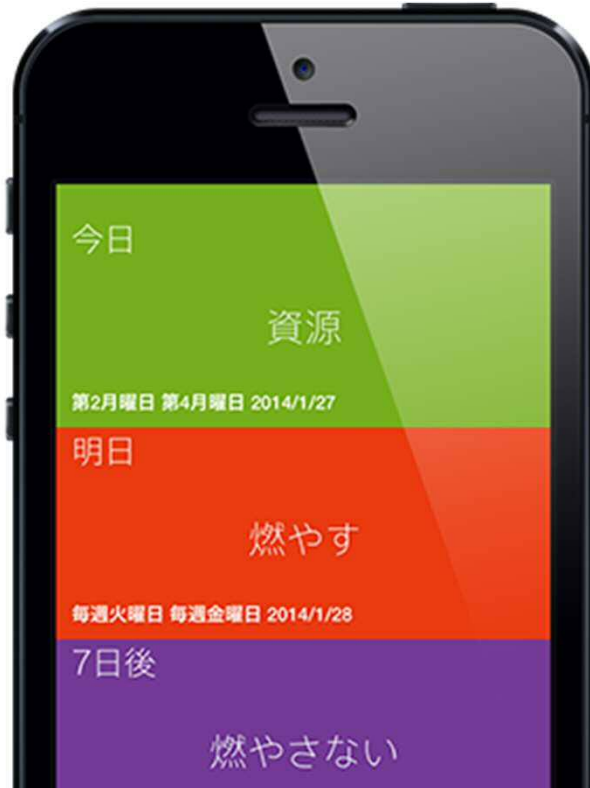 今日
資源
第2月曜日 第4月曜日 2014/1/27
明日
燃やす
毎週火曜日 毎週金曜日 2014/1/28
7日後
燃やさない